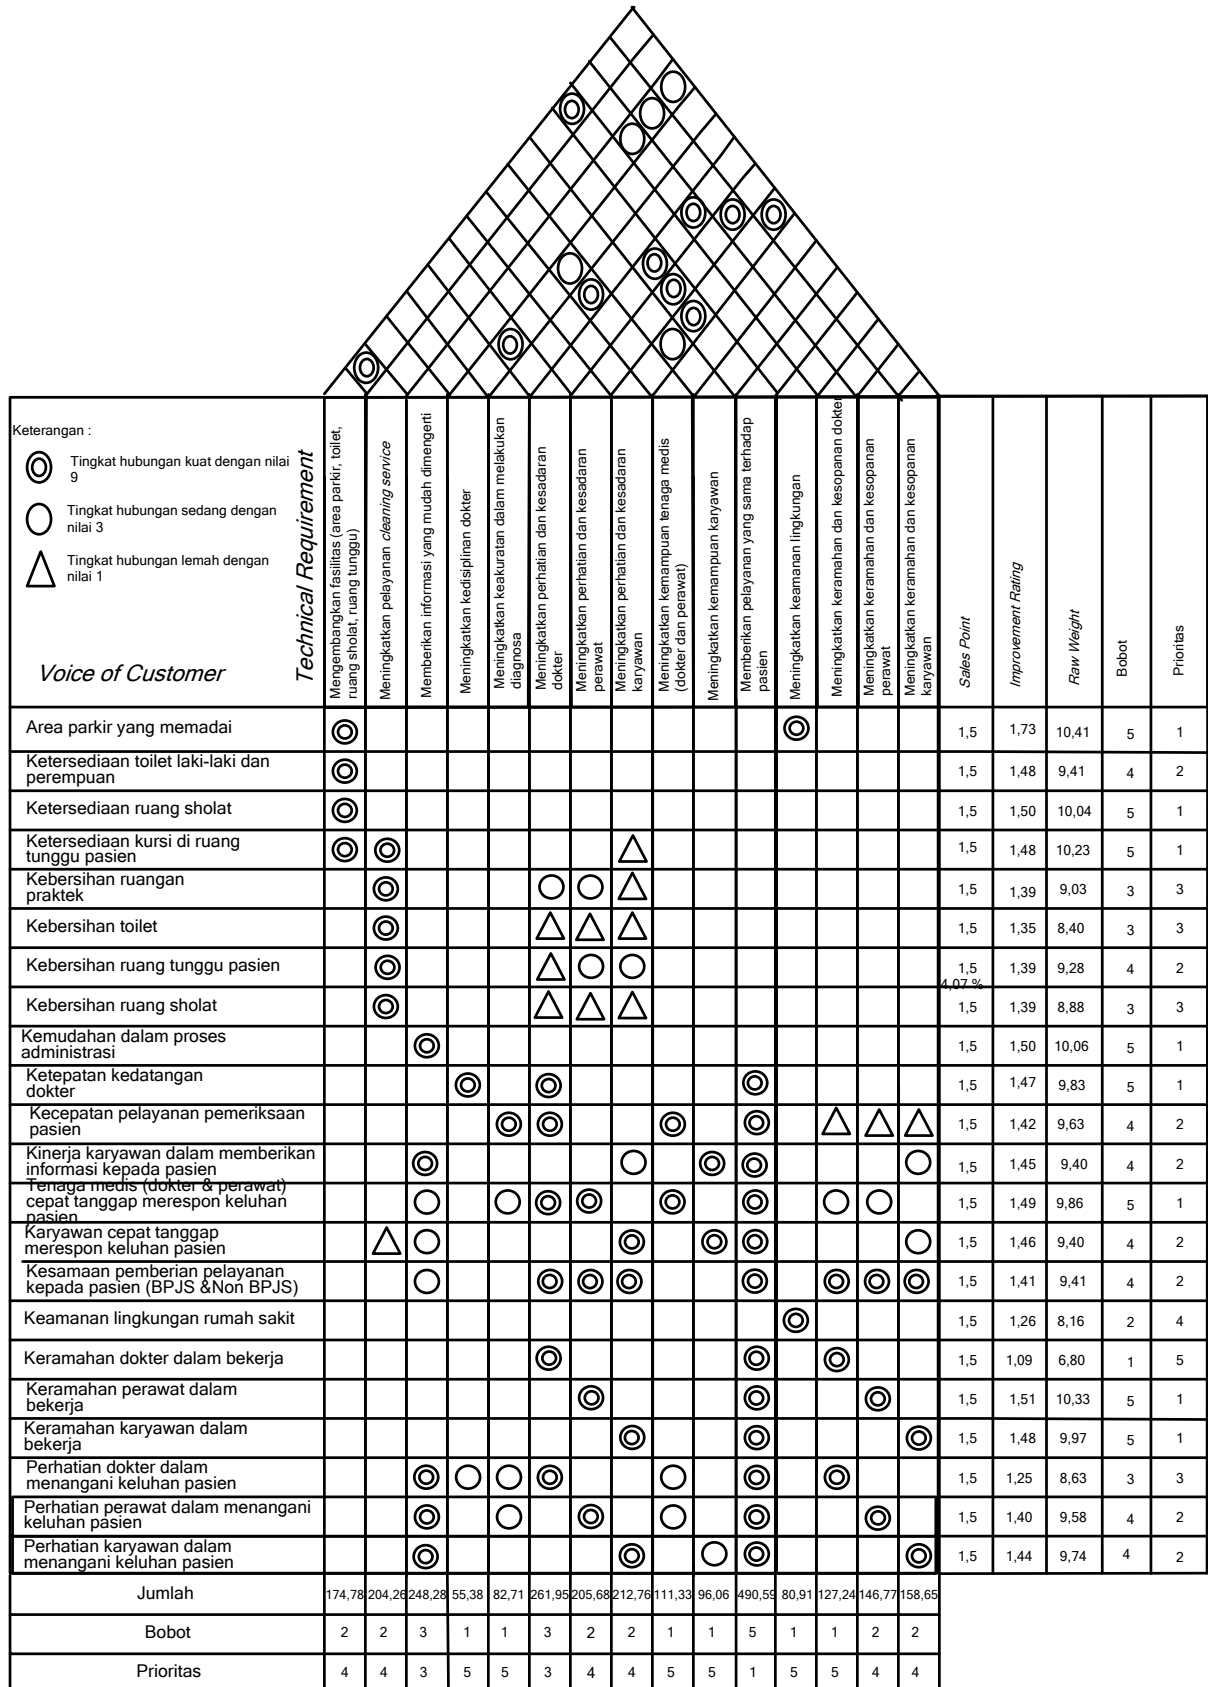 Keterangan :
Tingkat hubungan kuat dengan nilai
9
Tingkat hubungan sedang dengan
nilai 3
Tingkat hubungan lemah dengan
nilai 1
Technical Requirement
Voice of Customer
Mengembangkan fasilitas (area parkir, toilet,
ruang sholat, ruang tunggu)
Meningkatkan pelayanan cleaning service
Memberikan informasi yang mudah dimengerti
Meningkatkan kedisiplinan dokter
Meningkatkan keakuratan dalam melakukan
diagnosa
Meningkatkan perhatian dan kesadaran
dokter
Meningkatkan perhatian dan kesadaran
perawat
Meningkatkan perhatian dan kesadaran
karyawan
Meningkatkan kemampuan tenaga medis
(dokter dan perawat)
Meningkatkan kemampuan karyawan
Memberikan pelayanan yang sama terhadap
pasien
Meningkatkan keamanan lingkungan
Meningkatkan keramahan dan kesopanan dokter
Meningkatkan keramahan dan kesopanan
perawat
Meningkatkan keramahan dan kesopanan
karyawan
Sales Point
Improvement Rating
Raw Weight
Bobot
Prioritas
Area parkir yang memadai
1,5 1,73 10,41 5 1
Ketersediaan toilet laki-laki dan
perempuan
1,5 1,48 9,41 4 2
Ketersediaan ruang sholat
1,5 1,50 10,04 5 1
Ketersediaan kursi di ruang
tunggu pasien
1,5 1,48 10,23 5 1
Kebersihan ruangan
praktek
1,5 1,39 9,03 3 3
Kebersihan toilet
1,5 1,35 8,40 3 3
Kebersihan ruang tunggu pasien
1,5 1,39 9,28 4 2
4,07 %
Kebersihan ruang sholat
1,5 1,39 8,88 3 3
Kemudahan dalam proses
administrasi
1,5 1,50 10,06 5 1
Ketepatan kedatangan
dokter
1,5 1,47 9,83 5 1
Kecepatan pelayanan pemeriksaan
pasien
1,5 1,42 9,63 4 2
Kinerja karyawan dalam memberikan
informasi kepada pasien
1,5 1,45 9,40 4 2
Tenaga medis (dokter & perawat)
cepat tanggap merespon keluhan
pasien
1,5 1,49 9,86 5 1
Karyawan cepat tanggap
merespon keluhan pasien
1,5 1,46 9,40 4 2
Kesamaan pemberian pelayanan
kepada pasien (BPJS &Non BPJS)
1,5 1,41 9,41 4 2
Keamanan lingkungan rumah sakit
1,5 1,26 8,16 2 4
Keramahan dokter dalam bekerja
1,5 1,09 6,80 1 5
Keramahan perawat dalam
bekerja
1,5 1,51 10,33 5 1
Keramahan karyawan dalam
bekerja
1,5 1,48 9,97 5 1
Perhatian dokter dalam
menangani keluhan pasien
1,5 1,25 8,63 3 3
Perhatian perawat dalam menangani
keluhan pasien
1,5 1,40 9,58 4 2
Perhatian karyawan dalam
menangani keluhan pasien
1,5 1,44 9,74 4 2
Jumlah 174,78 204,26 248,28 55,38 82,71 261,95 205,68 212,76 111,33 96,06 490,59 80,91 127,24 146,77 158,65
Bobot 2 2 3 1 1 3 2 2 1 1 5 1 1 2 2
Prioritas 4 4 3 5 5 3 4 4 5 5 1 5 5 4 4